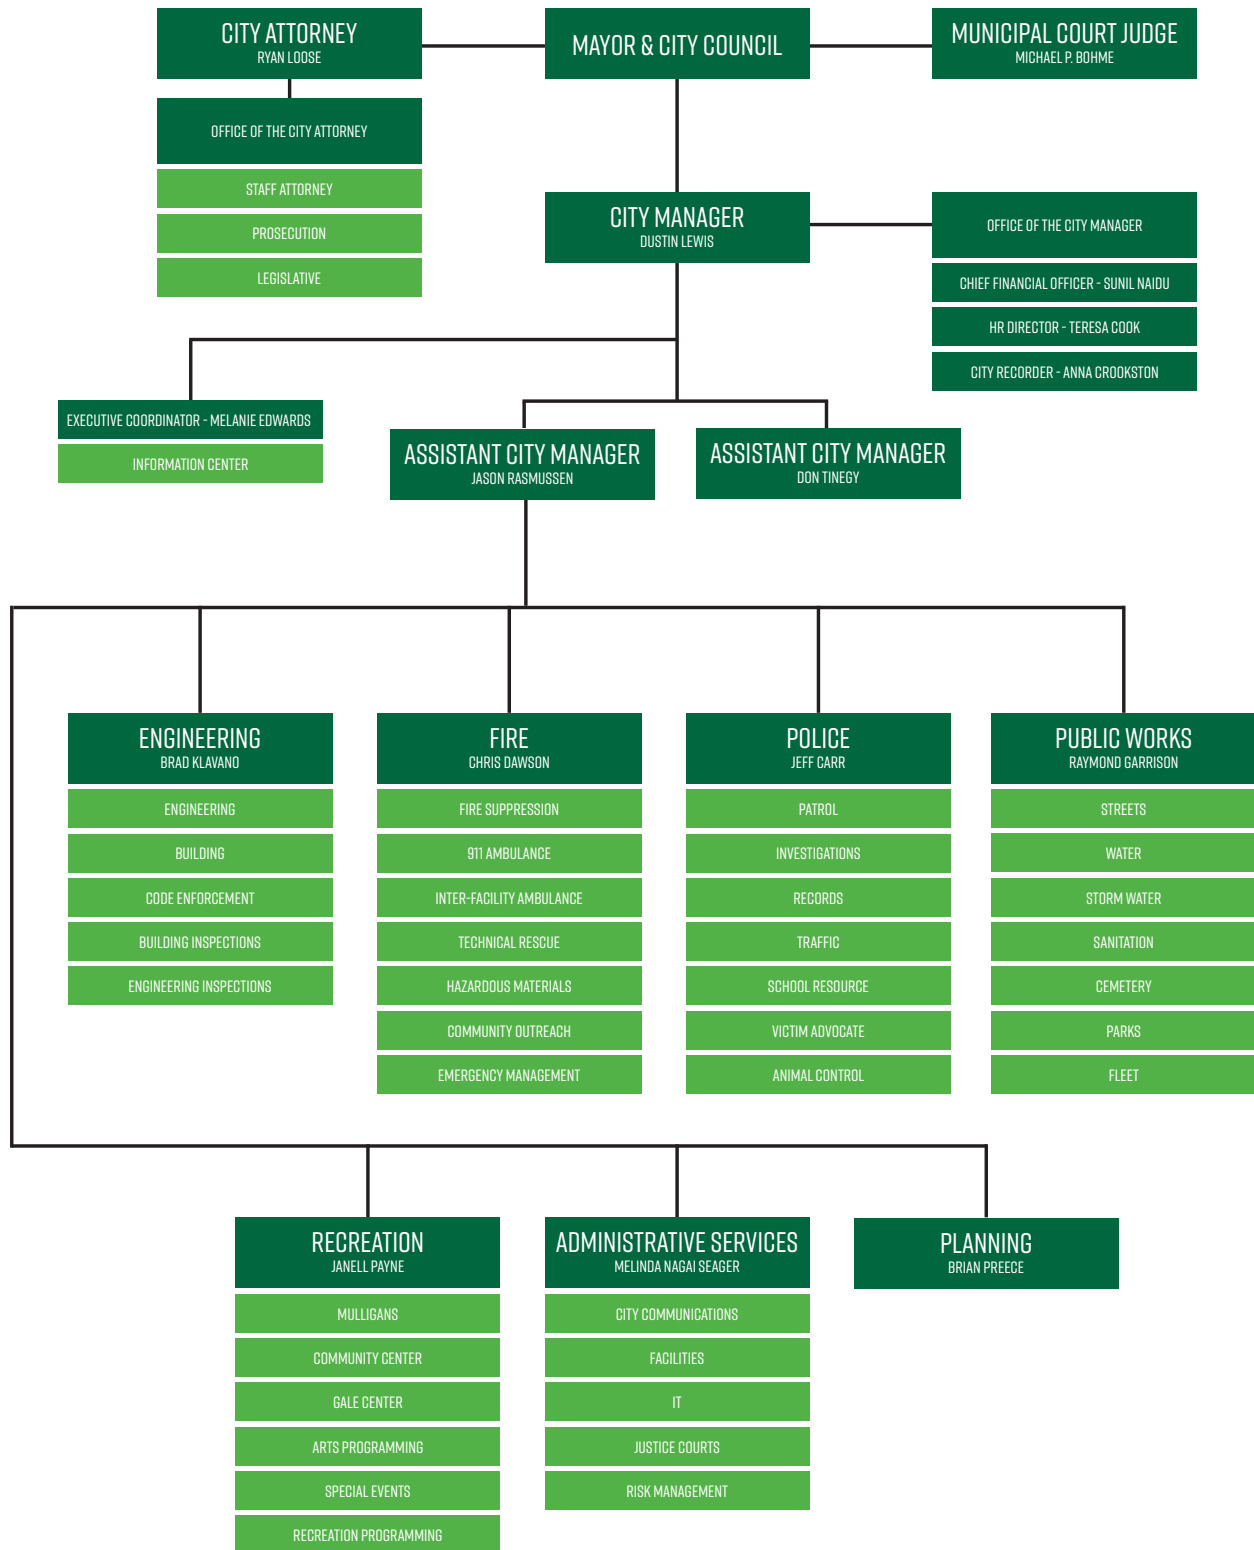 CITY ATTORNEY
RYAN LOOSE
MAYOR & CITY COUNCIL
MUNICIPAL COURT JUDGE
MICHAEL P. BOHME
OFFICE OF THE CITY ATTORNEY
STAFF ATTORNEY
PROSECUTION
LEGISLATIVE
CITY MANAGER
DUSTIN LEWIS
OFFICE OF THE CITY MANAGER
CHIEF FINANCIAL OFFICER - SUNIL NAIDU
HR DIRECTOR - TERESA COOK
CITY RECORDER - ANNA CROOKSTON
EXECUTIVE COORDINATOR - MELANIE EDWARDS
INFORMATION CENTER
ASSISTANT CITY MANAGER
JASON RASMUSSEN
ASSISTANT CITY MANAGER
DON TINEGY
ENGINEERING
BRAD KLAVANO
ENGINEERING
BUILDING
CODE ENFORCEMENT
BUILDING INSPECTIONS
ENGINEERING INSPECTIONS
FIRE
CHRIS DAWSON
FIRE SUPPRESSION
911 AMBULANCE
INTER-FACILITY AMBULANCE
TECHNICAL RESCUE
HAZARDOUS MATERIALS
COMMUNITY OUTREACH
EMERGENCY MANAGEMENT
POLICE
JEFF CARR
PATROL
INVESTIGATIONS
RECORDS
TRAFFIC
SCHOOL RESOURCE
VICTIM ADVOCATE
ANIMAL CONTROL
PUBLIC WORKS
RAYMOND GARRISON
STREETS
WATER
STORM WATER
SANITATION
CEMETERY
PARKS
FLEET
RECREATION
JANELL PAYNE
MULLIGANS
COMMUNITY CENTER
GALE CENTER
ARTS PROGRAMMING
SPECIAL EVENTS
RECREATION PROGRAMMING
ADMINISTRATIVE SERVICES
MELINDA NAGAI SEAGER
CITY COMMUNICATIONS
FACILITIES
IT
JUSTICE COURTS
RISK MANAGEMENT
PLANNING
BRIAN PREECE